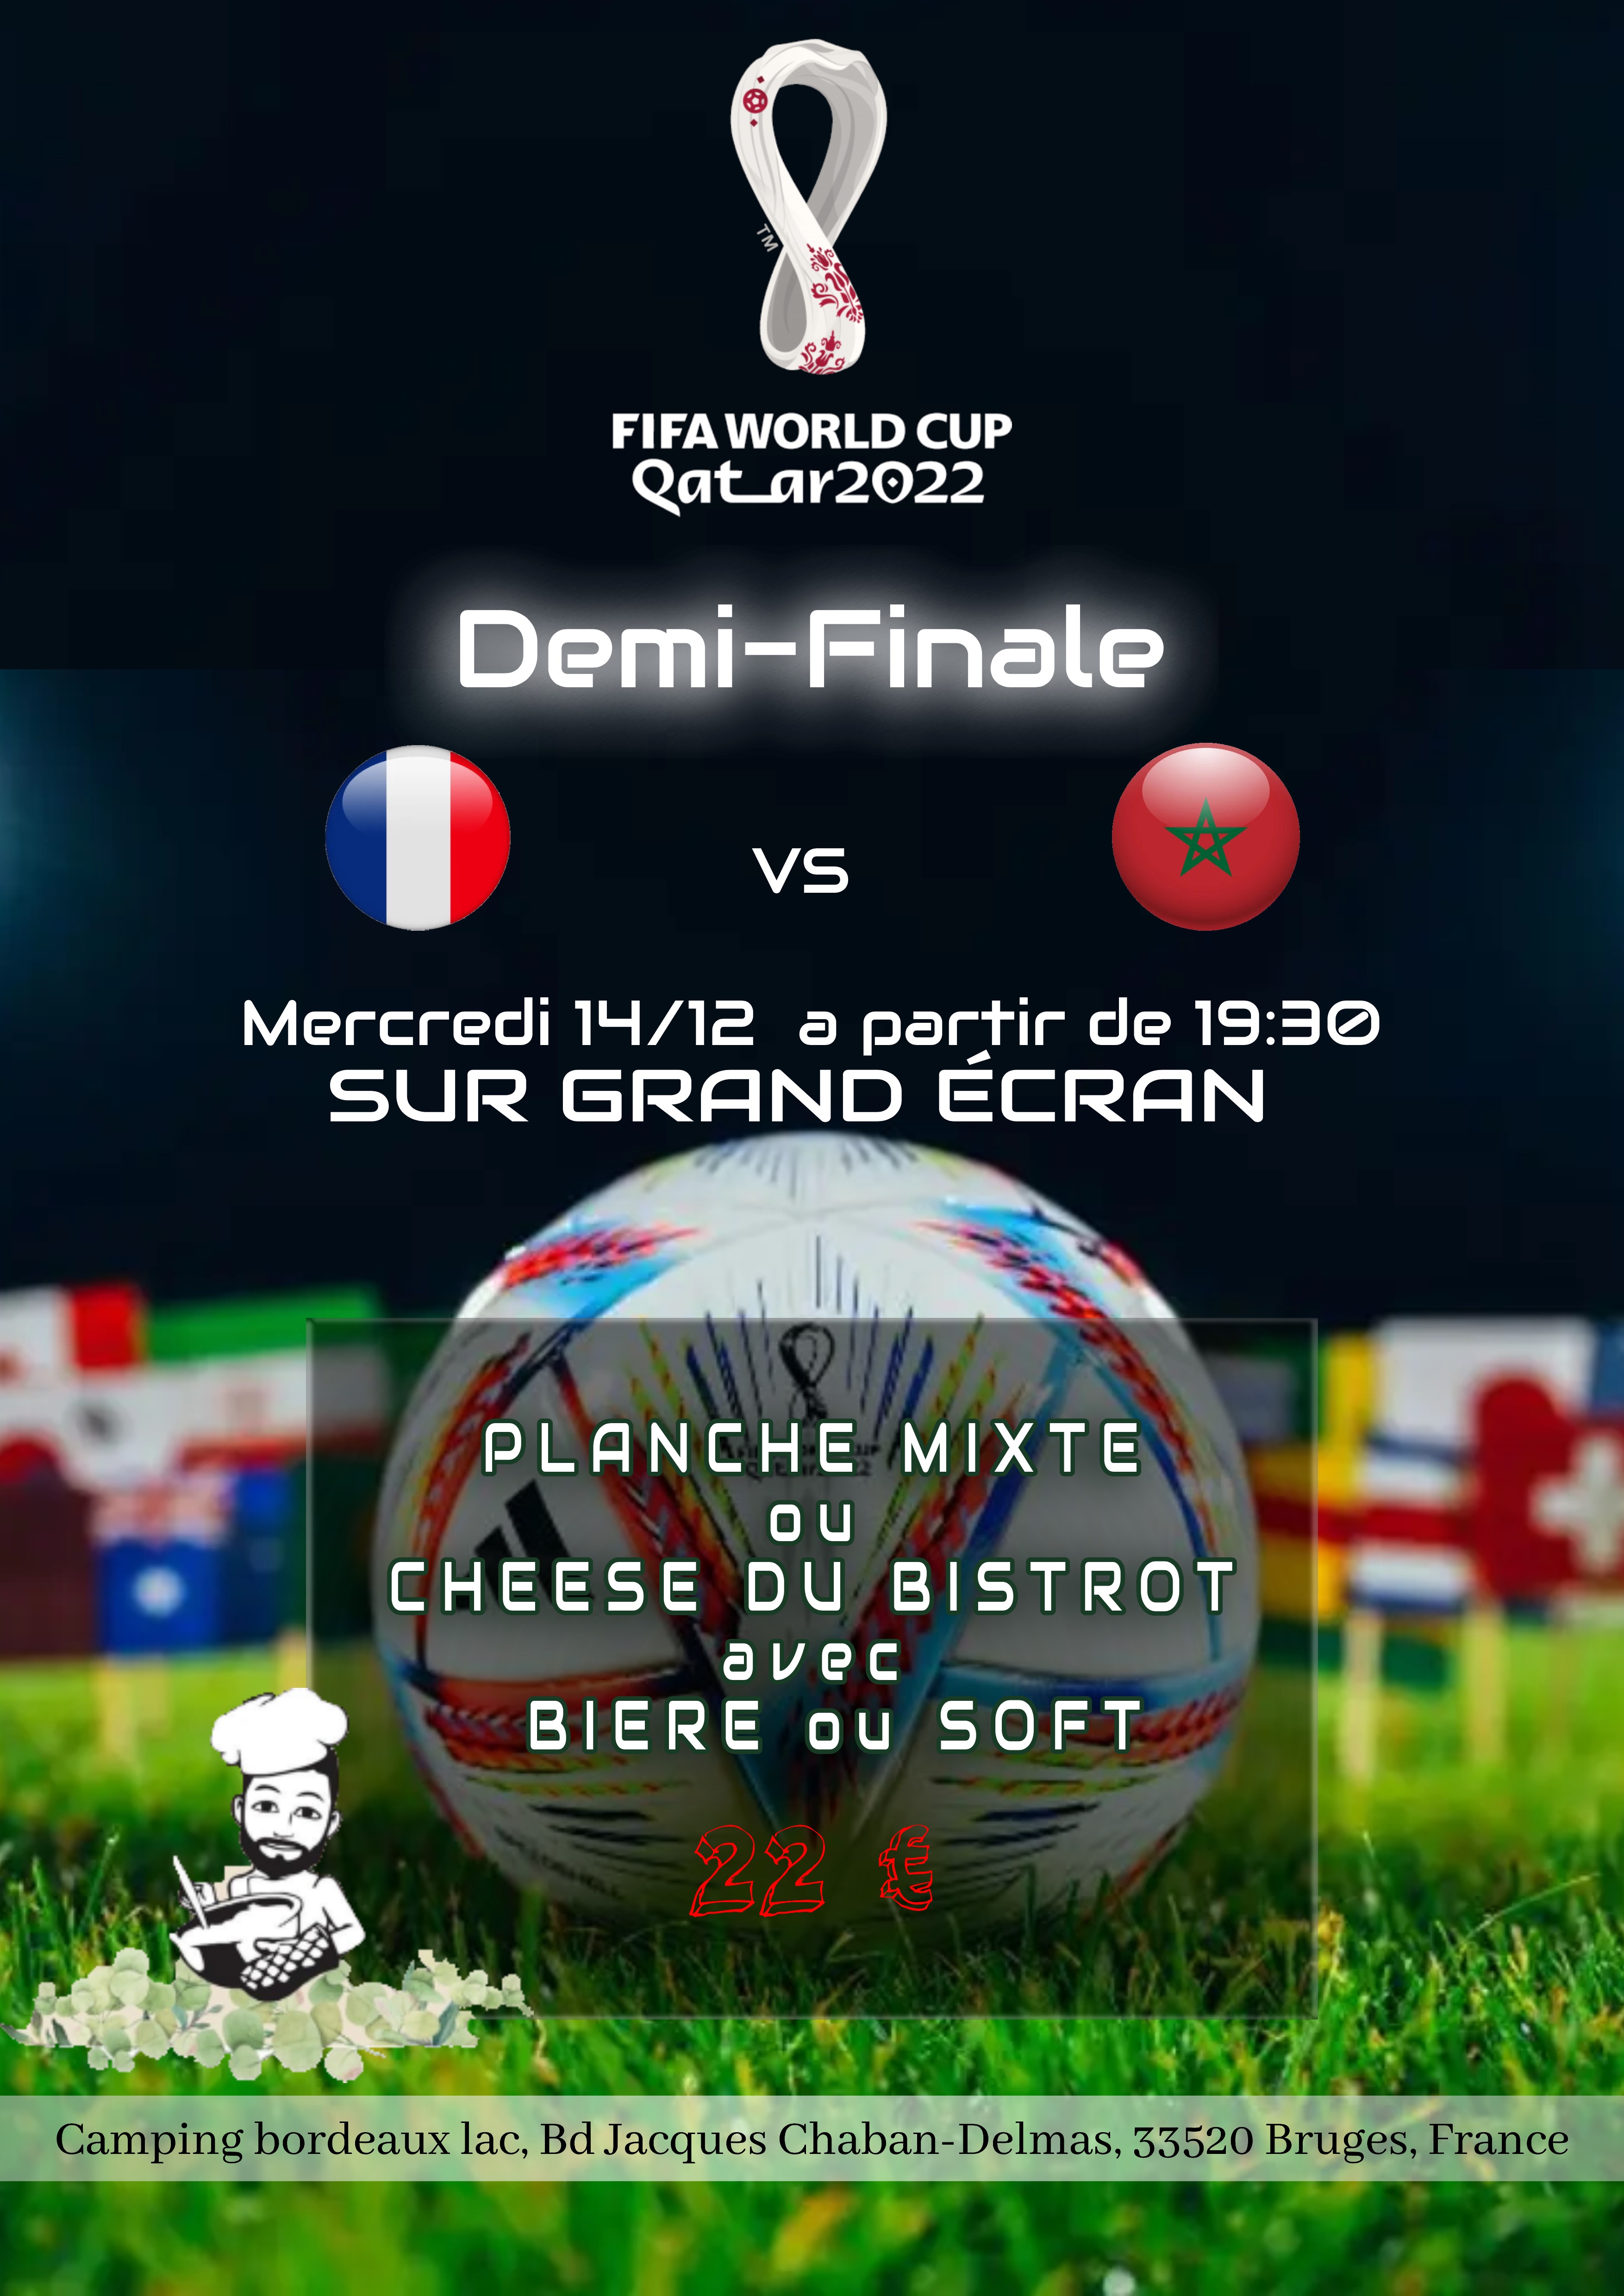 TM
FIFA WORLD CUP
Qatar2022
Demi-Finale
VS
Mercredi 14/12 a partir de 19:30
SUR GRAND ÉCRAN
PLANCHE MIXTE
ou
CHEESE DU BISTROT
avec
BIERE ou SOFT
22 €
Camping bordeaux lac, Bd Jacques Chaban-Delmas, 33520 Bruges, France